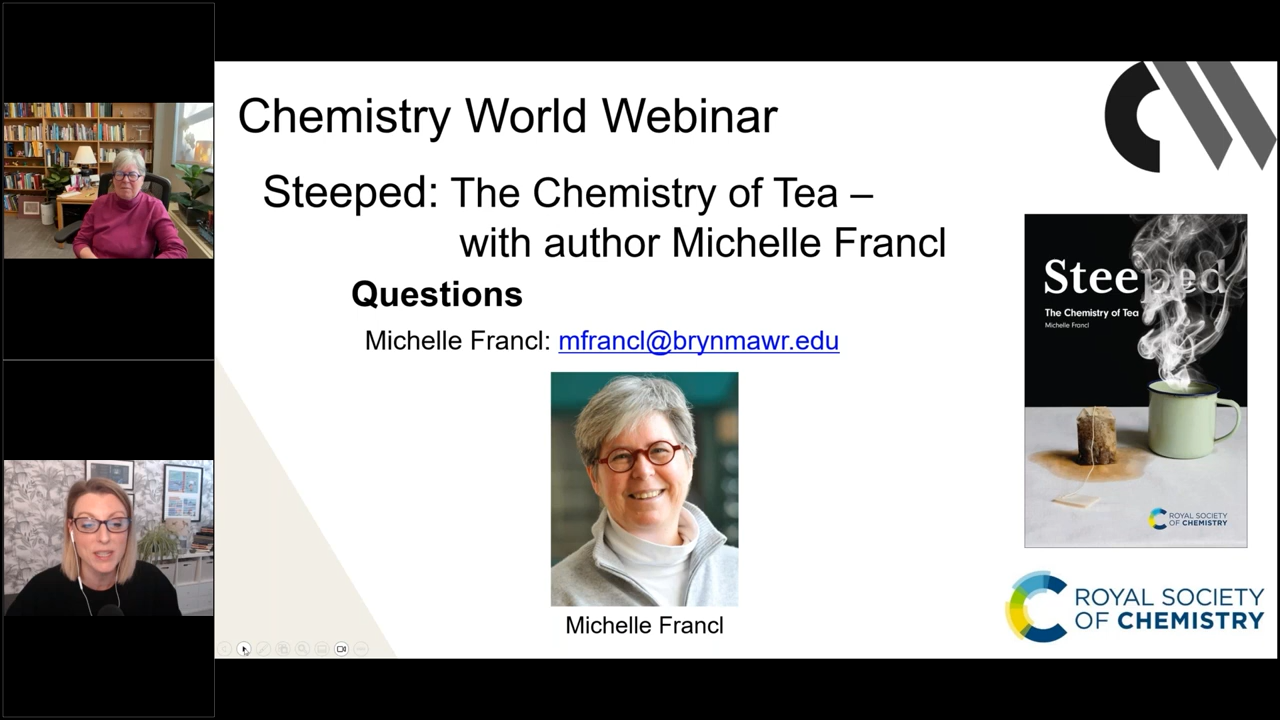 Chemistry World Webinar
Steeped: The Chemistry of Tea –
with author Michelle Francl
Questions
Michelle Francl: mfrancl@brynmawr.edu
Michelle Francl
Steeped
The Chemistry of Tea
Michelle Francl
ROYAL SOCIETY
OF CHEMISTRY
ROYAL SOCIETY
OF CHEMISTRY